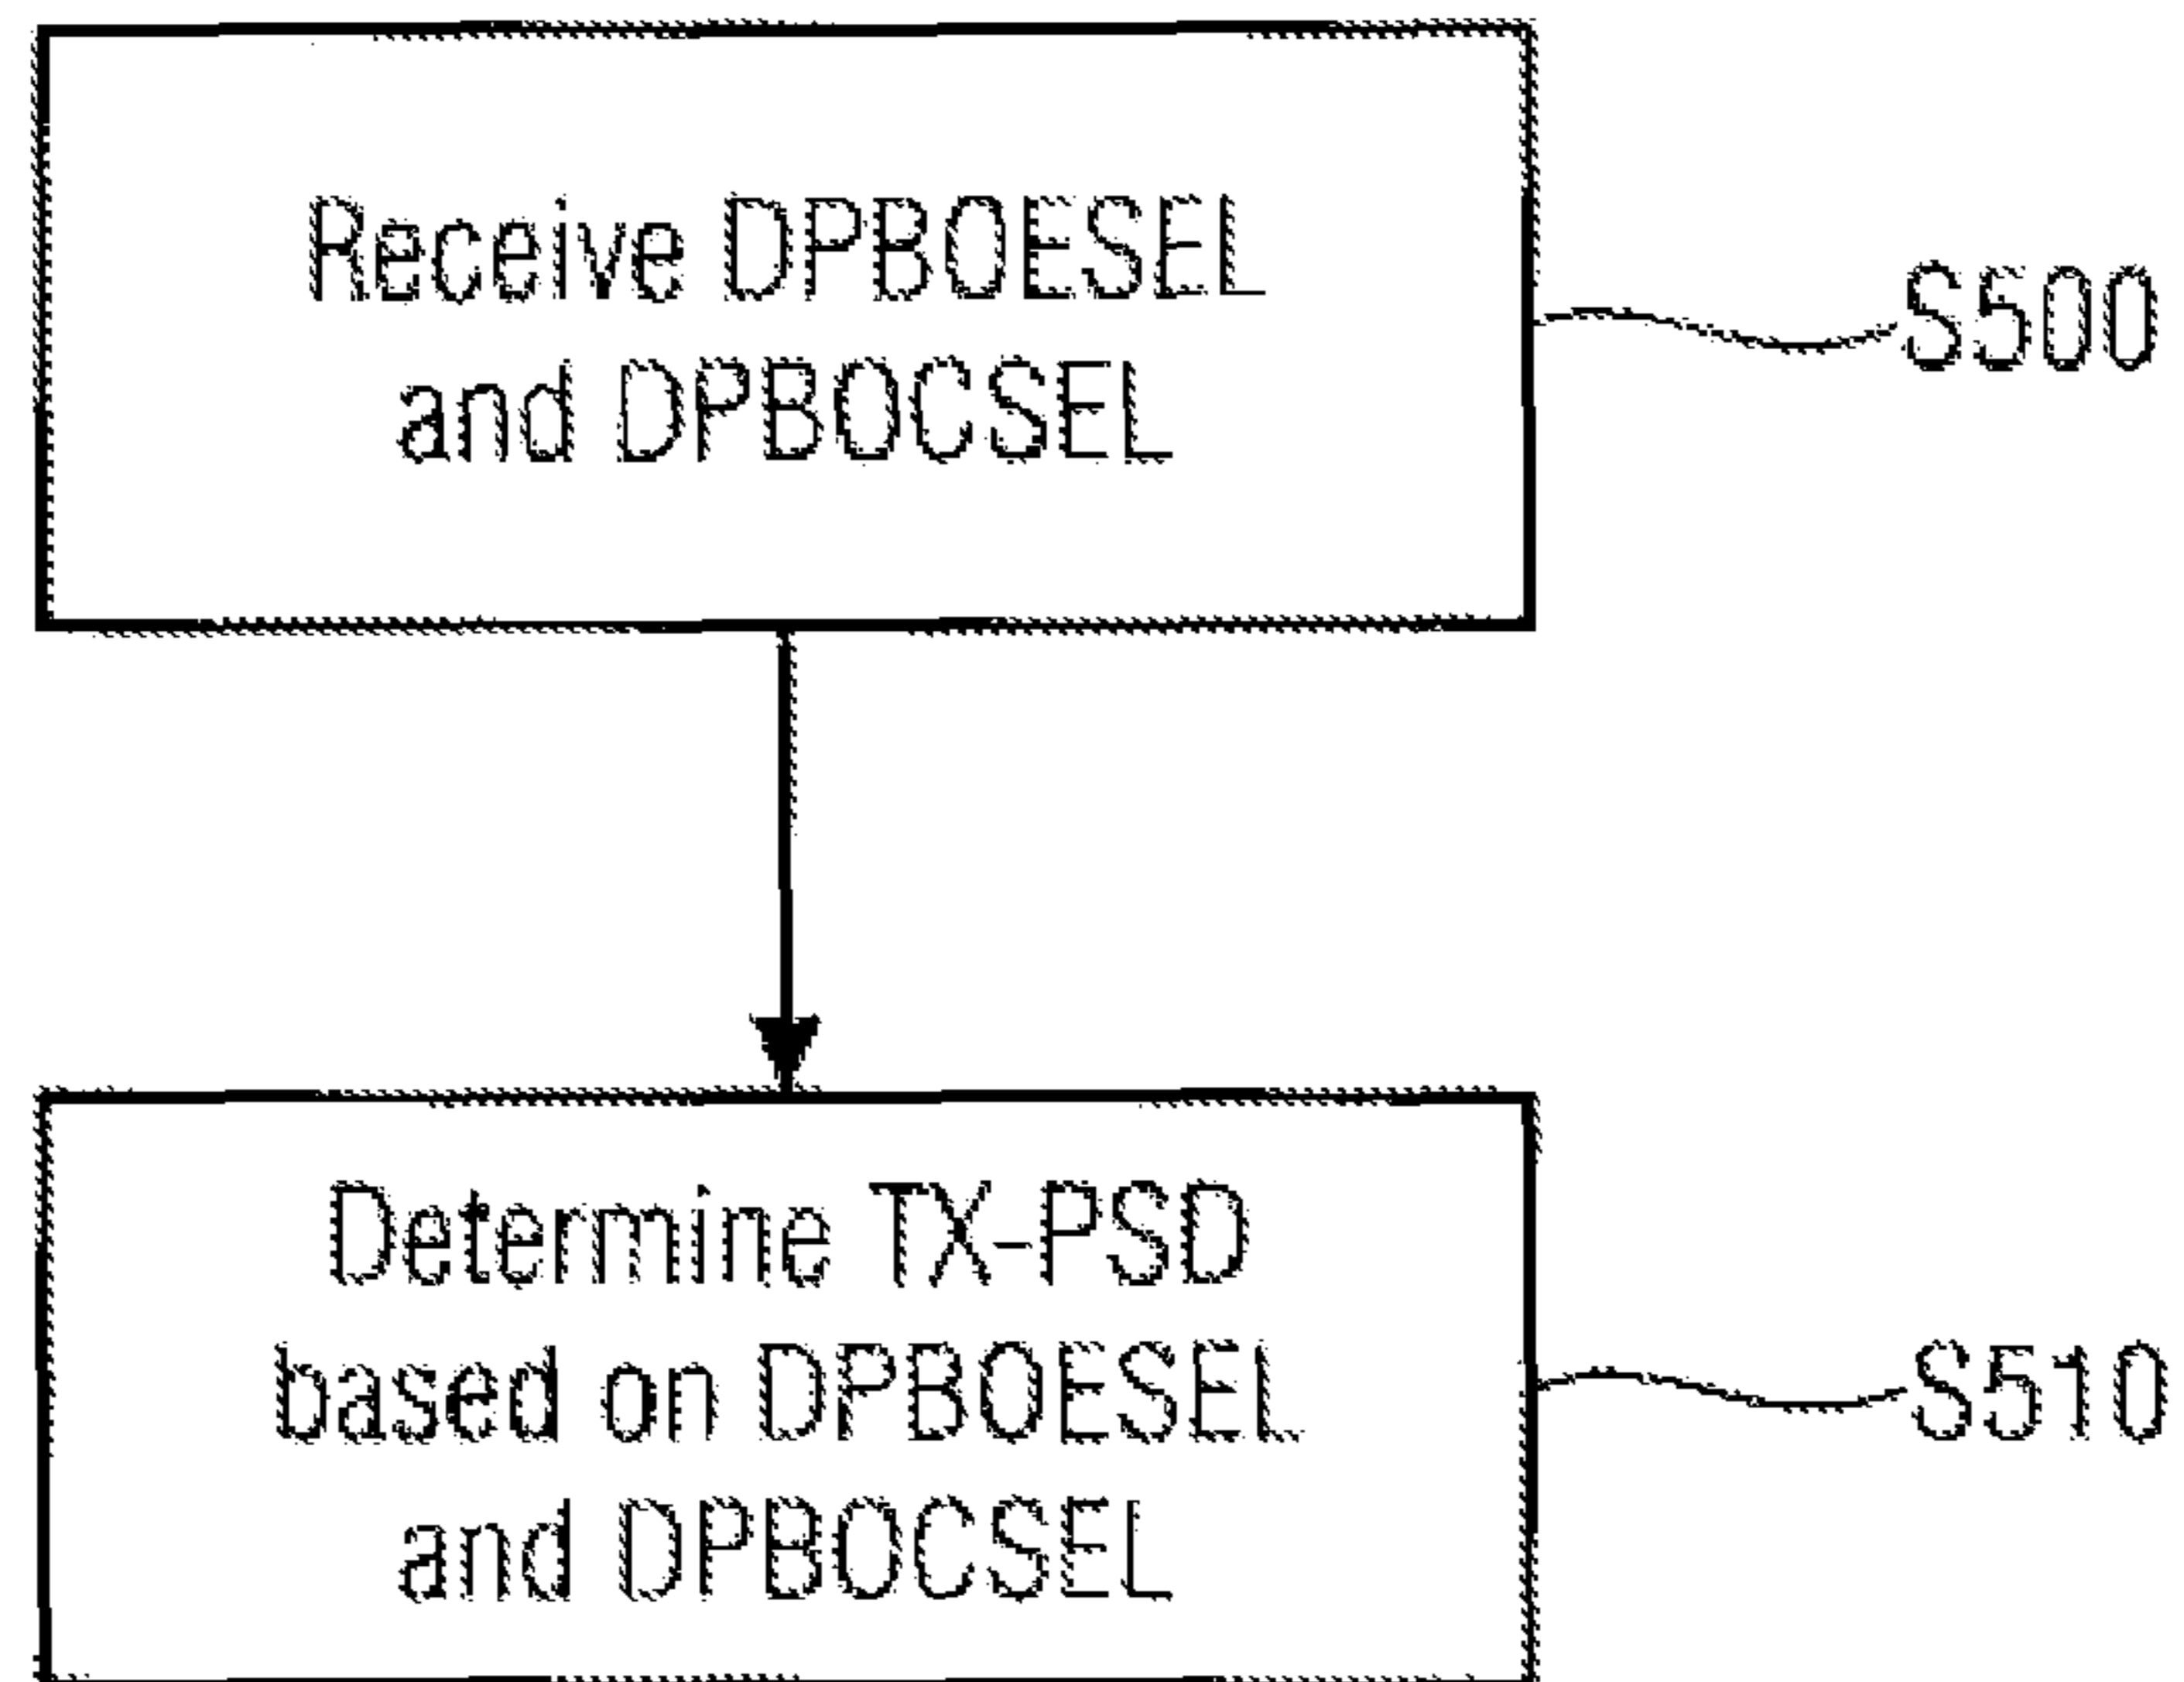 Receive DPBOESEL
and DPBOCSEL
S500
Determine TX-PSD
based on DPBOESEL
and DPBOCSEL
S510